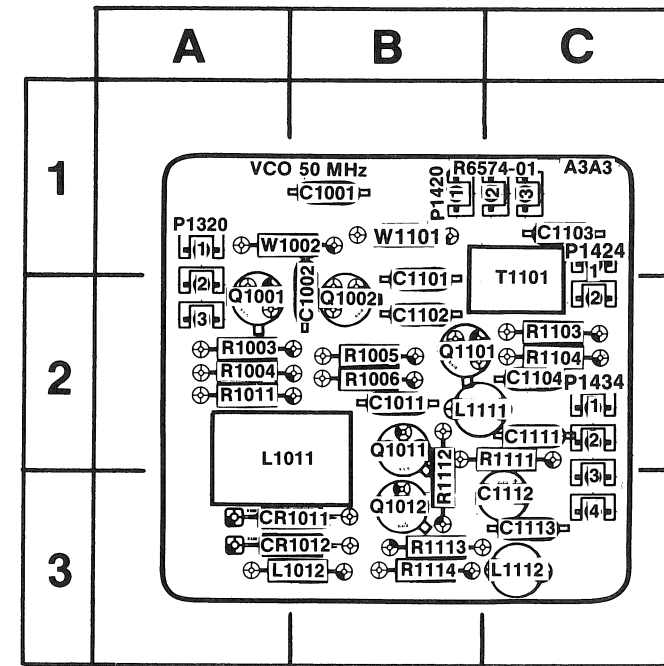 A B C
1
VCO 50 MHz R6574-01 A3A3
C1001 P1420 (1) (2) (3)
P1320 W1101 C1103
(1) W1002 P1424
C1101 T1101 (1)
(2) Q1001 C1002 Q1002 (2)
(3) C1102 R1103
2
R1003 R1005 Q1101 R1104
R1004 R1006 C1104 P1434
R1011 C1011 L1111 (1)
C1111 (2)
L1011 Q1011 R1112 R1111
(3)
Q1012 C1112 (4)
CR1011 C1113
3
CR1012 R1113
L1012 R1114 L1112